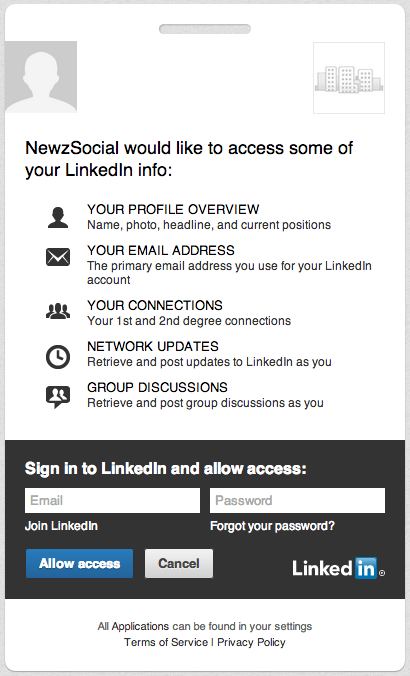 NewzSocial would like to access some of
your LinkedIn info:
YOUR PROFILE OVERVIEW
Name, photo, headline, and current positions
YOUR EMAIL ADDRESS
The primary email address you use for your LinkedIn
account
YOUR CONNECTIONS
Your 1st and 2nd degree connections
NETWORK UPDATES
Retrieve and post updates to LinkedIn as you
GROUP DISCUSSIONS
Retrieve and post group discussions as you
Sign in to LinkedIn and allow access:
Email Password
Join LinkedIn Forgot your password?
Allow access Cancel LinkedIn®
All Applications can be found in your settings
Terms of Service | Privacy Policy